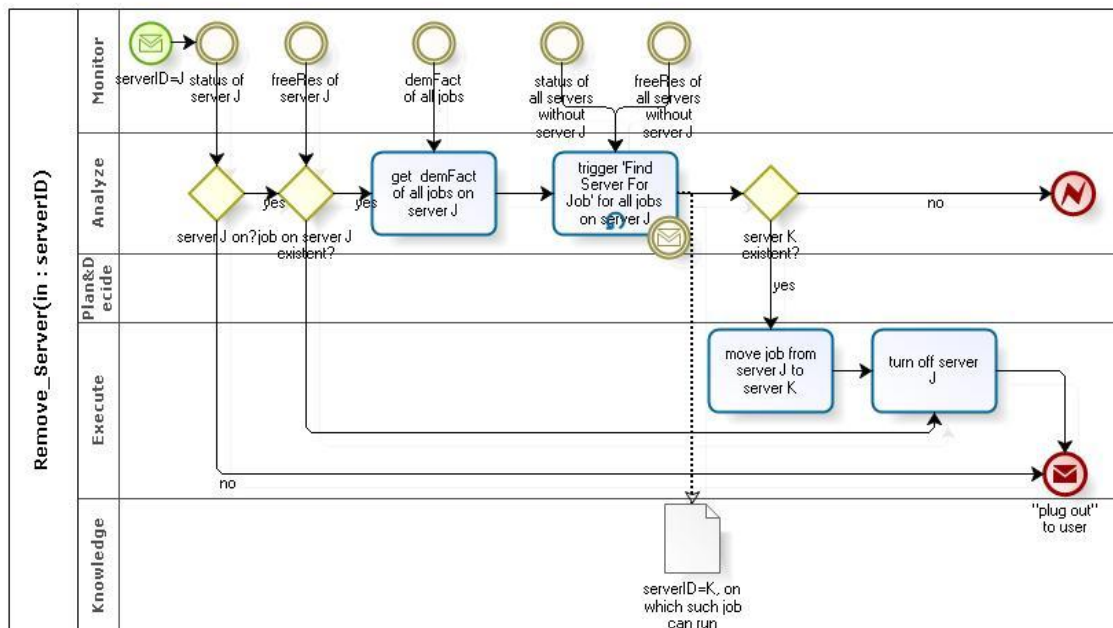 Remove_Server(in : serverID)
Monitor
serverID=J
status of
server J
freeRes of
server J
demFact
of all jobs
status of
all servers
without
server J
freeRes of
all servers
without
server J
Analyze
server J on?
yes
job on server J
existent?
yes
get demFact
of all jobs on
server J
trigger 'Find
Server For
Job' for all jobs
on server J
server K
existent?
no
Plan&D
ecide
yes
Execute
move job from
server J to
server K
turn off server
J
no
"plug out"
to user
Knowledge
serverID=K, on
which such job
can run